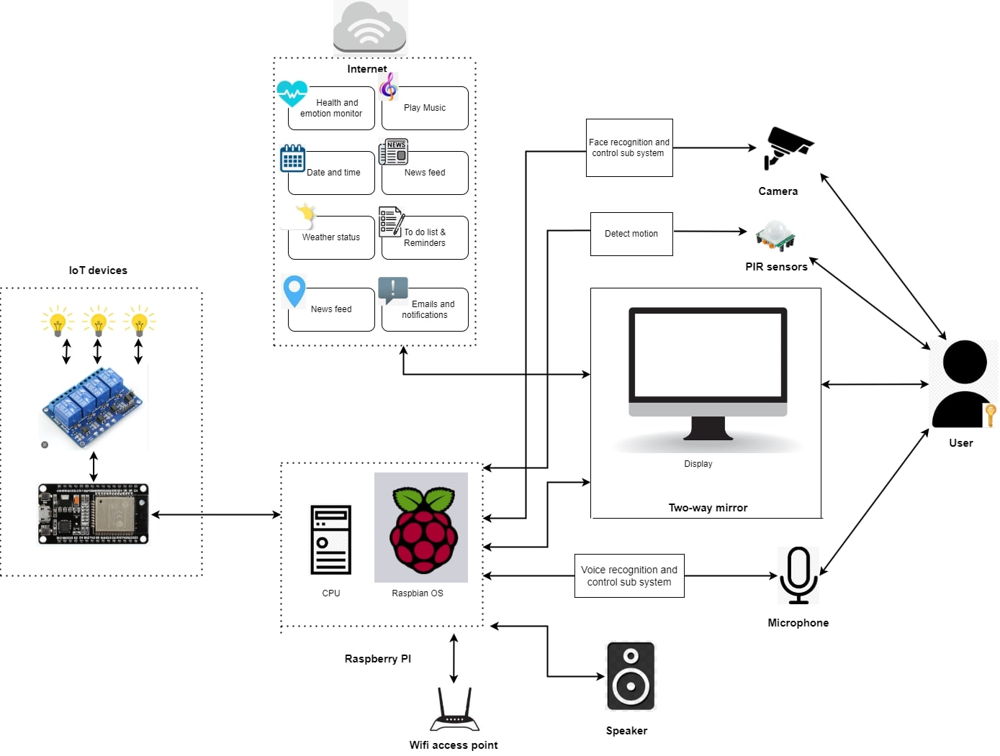 Internet
Health and
emotion monitor
Play Music
Date and time
NEWS
News feed
Weather status
To do list &
Reminders
News feed
Emails and
notifications
Face recognition and
control sub system
Camera
Detect motion
PIR sensors
IoT devices
Display
Two-way mirror
User
CPU
Raspbian OS
Voice recognition and
control sub system
Microphone
Raspberry PI
Speaker
Wifi access point